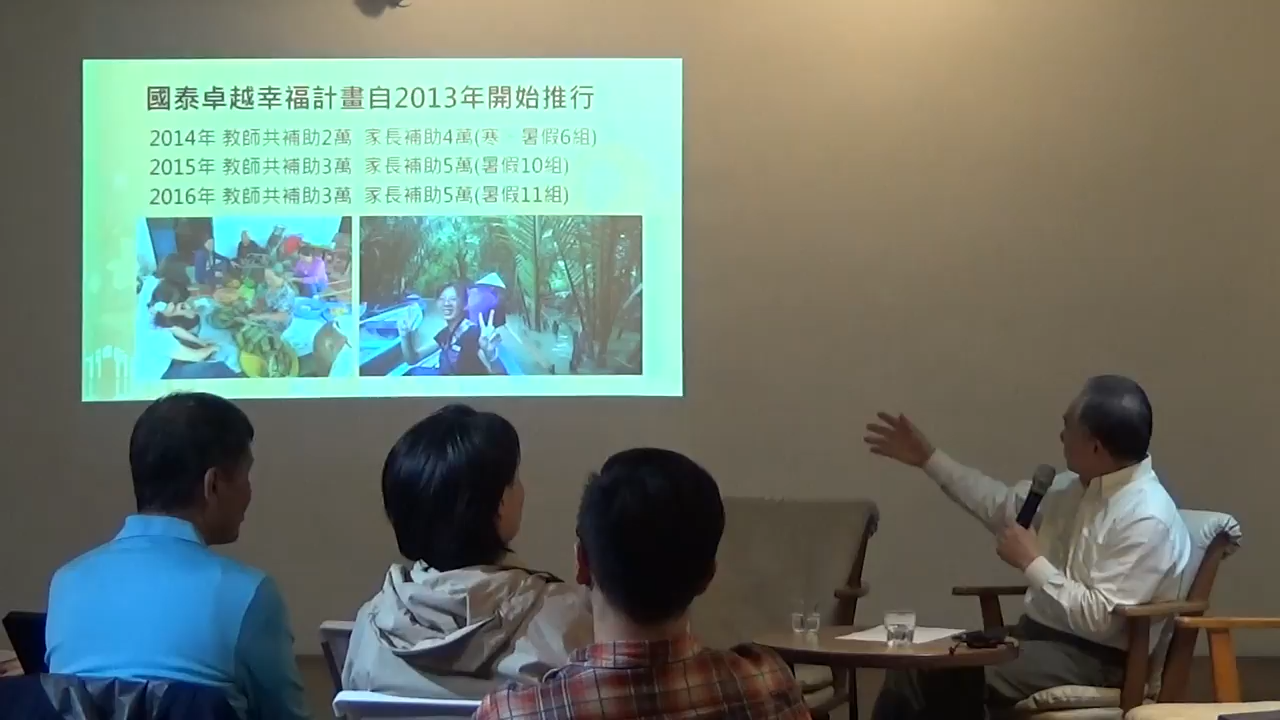 國泰卓越幸福計畫自2013年開始推行
2014年 教師共補助2萬 家長補助4萬(寒、暑假6組)
2015年 教師共補助3萬 家長補助5萬(暑假10組)
2016年 教師共補助3萬 家長補助5萬(暑假11組)